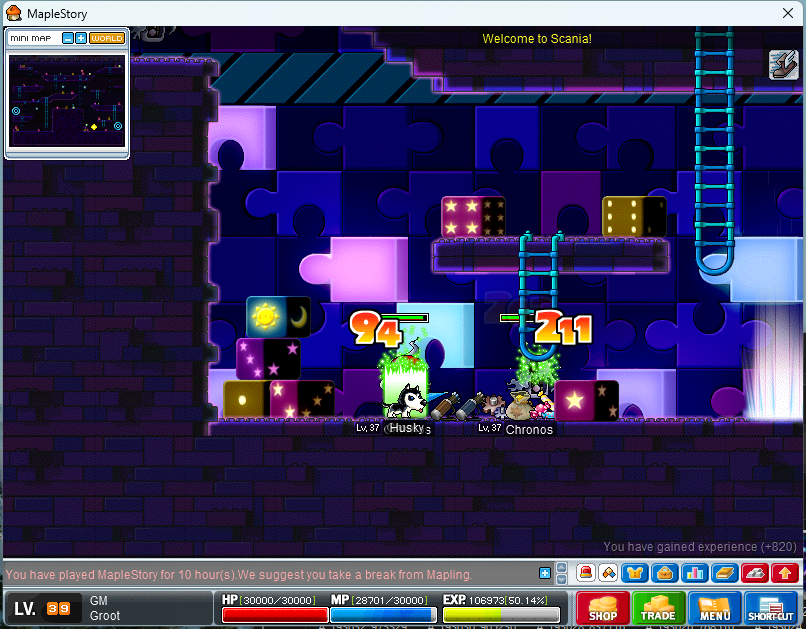 MapleStory
MINI MAP
WORLD
Welcome to Scania!
94
211
Lv. 37
Husky
Lv. 37 Chronos
You have gained experience (+820)
You have played MapleStory for 10 hour(s).We suggest you take a break from Mapling.
LV. 39
GM
Groot
HP[30000/30000]
MP[28701/30000]
EXP.106973[50.14%]
SHOP
TRADE
MENU
SHORTCUT